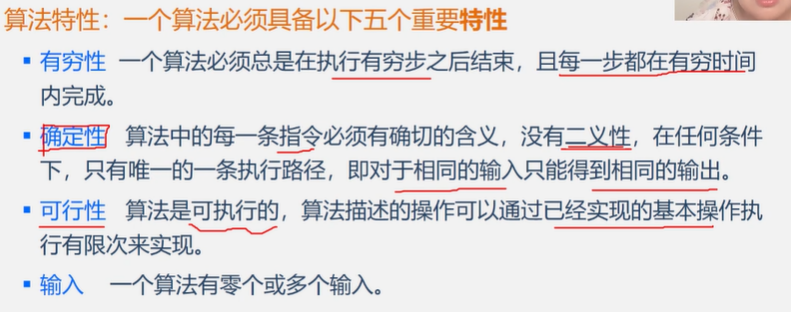 算法特性：一个算法必须具备以下五个重要特性
▪ 有穷性 一个算法必须总是在执行有穷步之后结束，且每一步都在有穷时间
内完成。
▪ 确定性 算法中的每一条指令必须有确切的含义，没有二义性，在任何条件
下，只有唯一的一条执行路径，即对于相同的输入只能得到相同的输出。
▪ 可行性 算法是可执行的，算法描述的操作可以通过已经实现的基本操作执
行有限次来实现。
▪ 输入 一个算法有零个或多个输入。